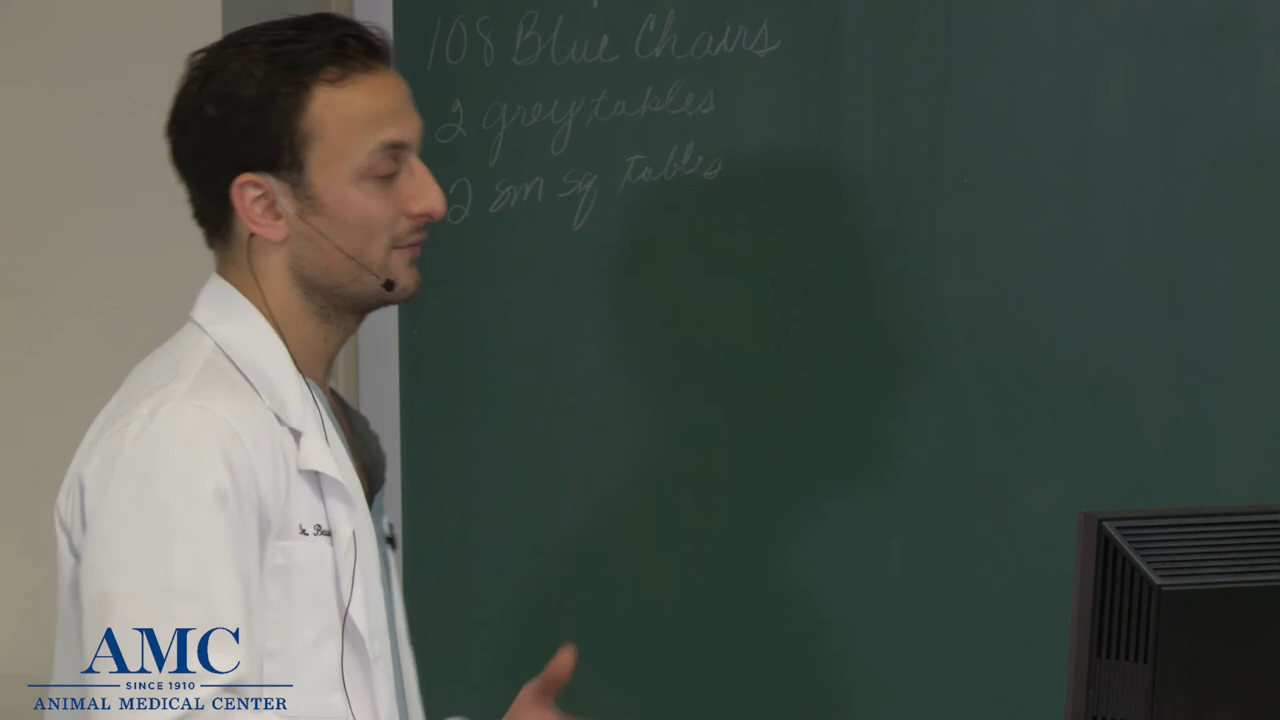 108 Blue Chairs
2 grey tables
2 sm sq tables
AMC
SINCE 1910
ANIMAL MEDICAL CENTER